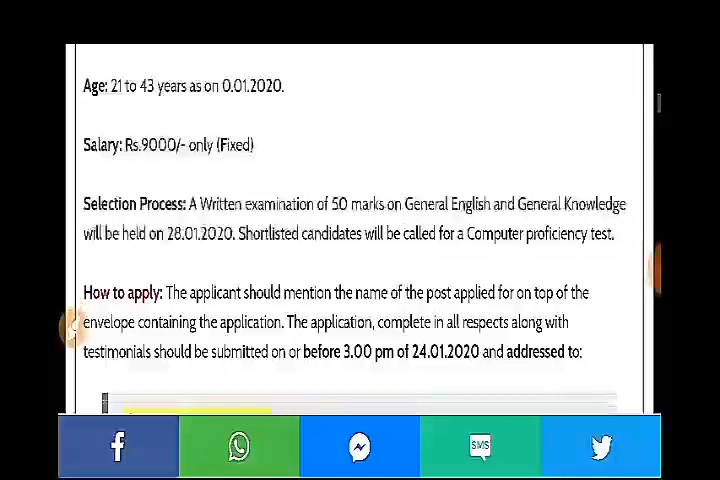 Age: 21 to 43 years as on 0.01.2020.
Salary: Rs.9000/- only (Fixed)
Selection Process: A Written examination of 50 marks on General English and General Knowledge
will be held on 28.01.2020. Shortlisted candidates will be called for a Computer proficiency test.
How to apply: The applicant should mention the name of the post applied for on top of the
envelope containing the application. The application, complete in all respects along with
testimonials should be submitted on or before 3.00 pm of 24.01.2020 and addressed to:
SMS